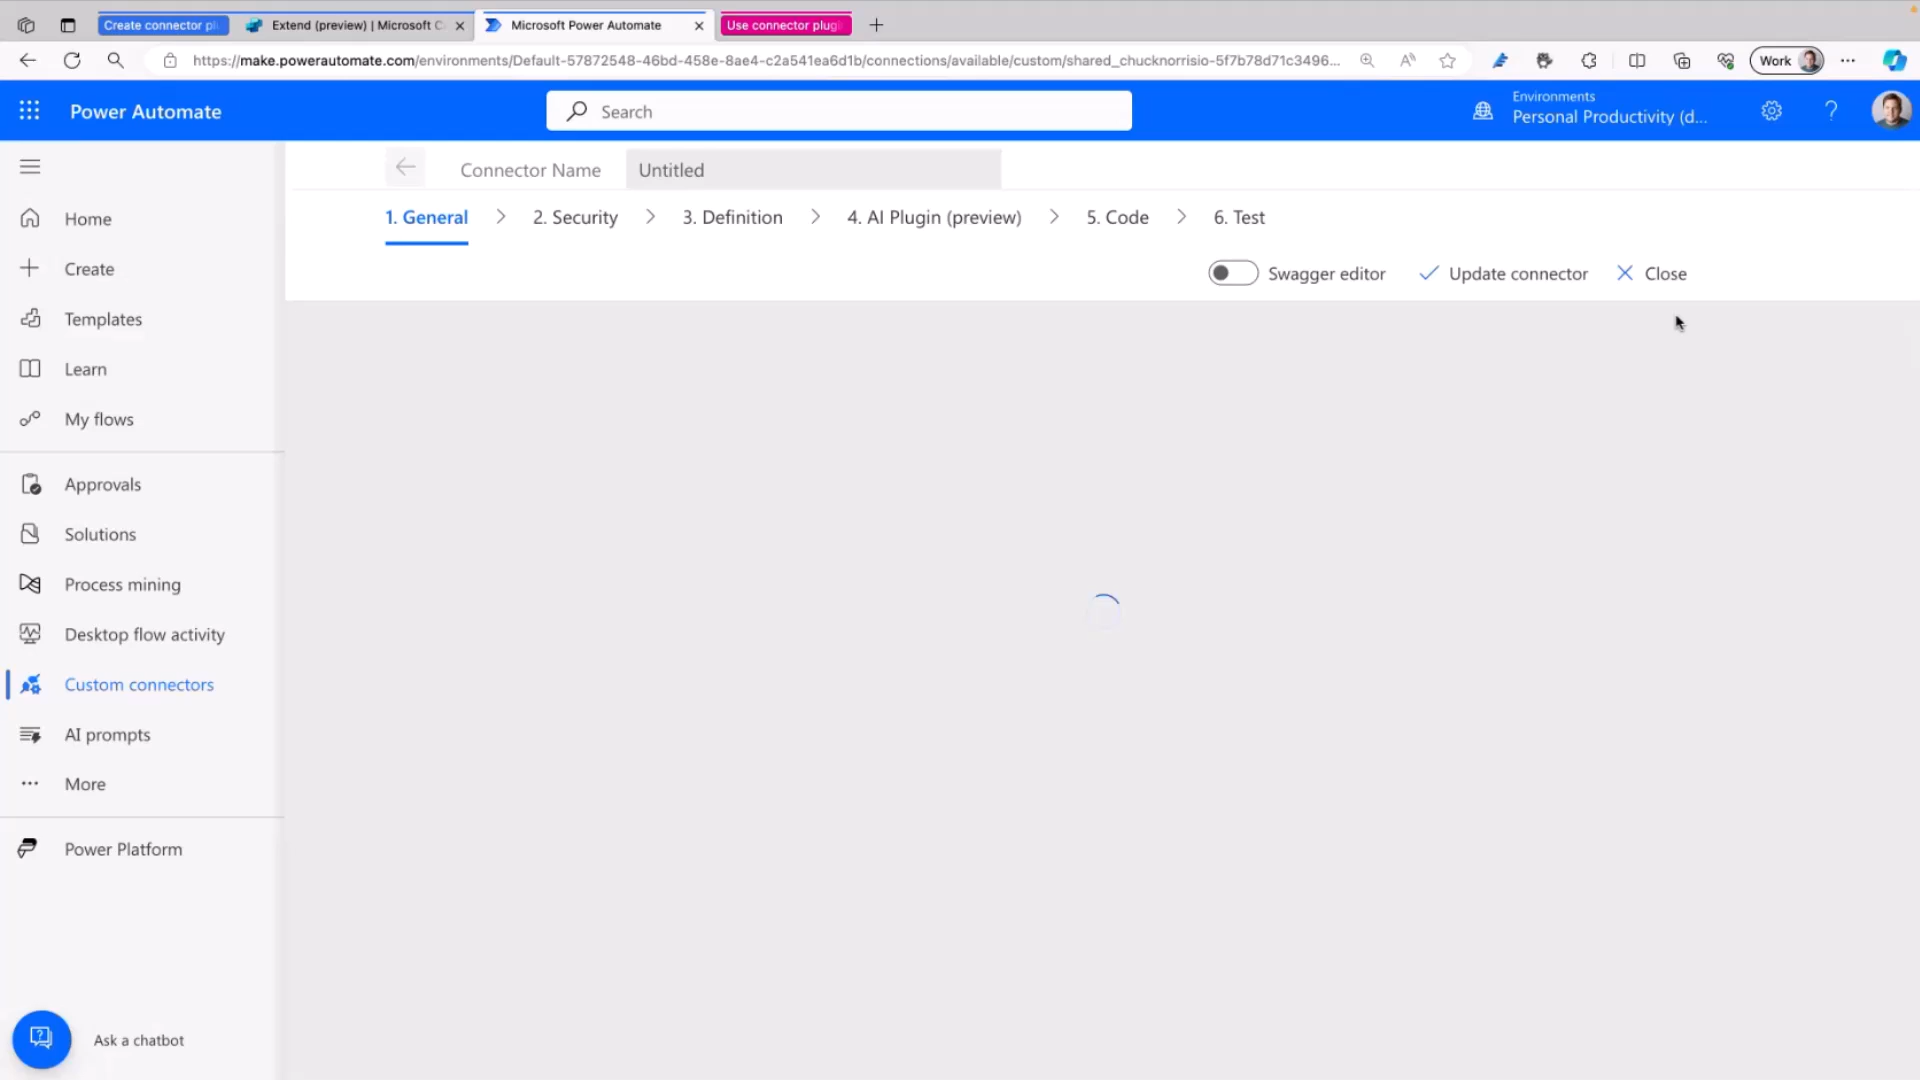 Create connector pl
Extend (preview) | Microsoft C
Microsoft Power Automate
Use connector plug
https://make.powerautomate.com/environments/Default-57872548-46bd-458e-8ae4-c2a541ea6d1b/connections/available/custom/shared_chucknorrisio-5f7b78d71c3496...
Work
Power Automate
Search
Environments
Personal Productivity (d...
Connector Name
Untitled
1. General
2. Security
3. Definition
4. AI Plugin (preview)
5. Code
6. Test
Swagger editor
Update connector
Close
Home
Create
Templates
Learn
My flows
Approvals
Solutions
Process mining
Desktop flow activity
Custom connectors
AI prompts
More
Power Platform
Ask a chatbot